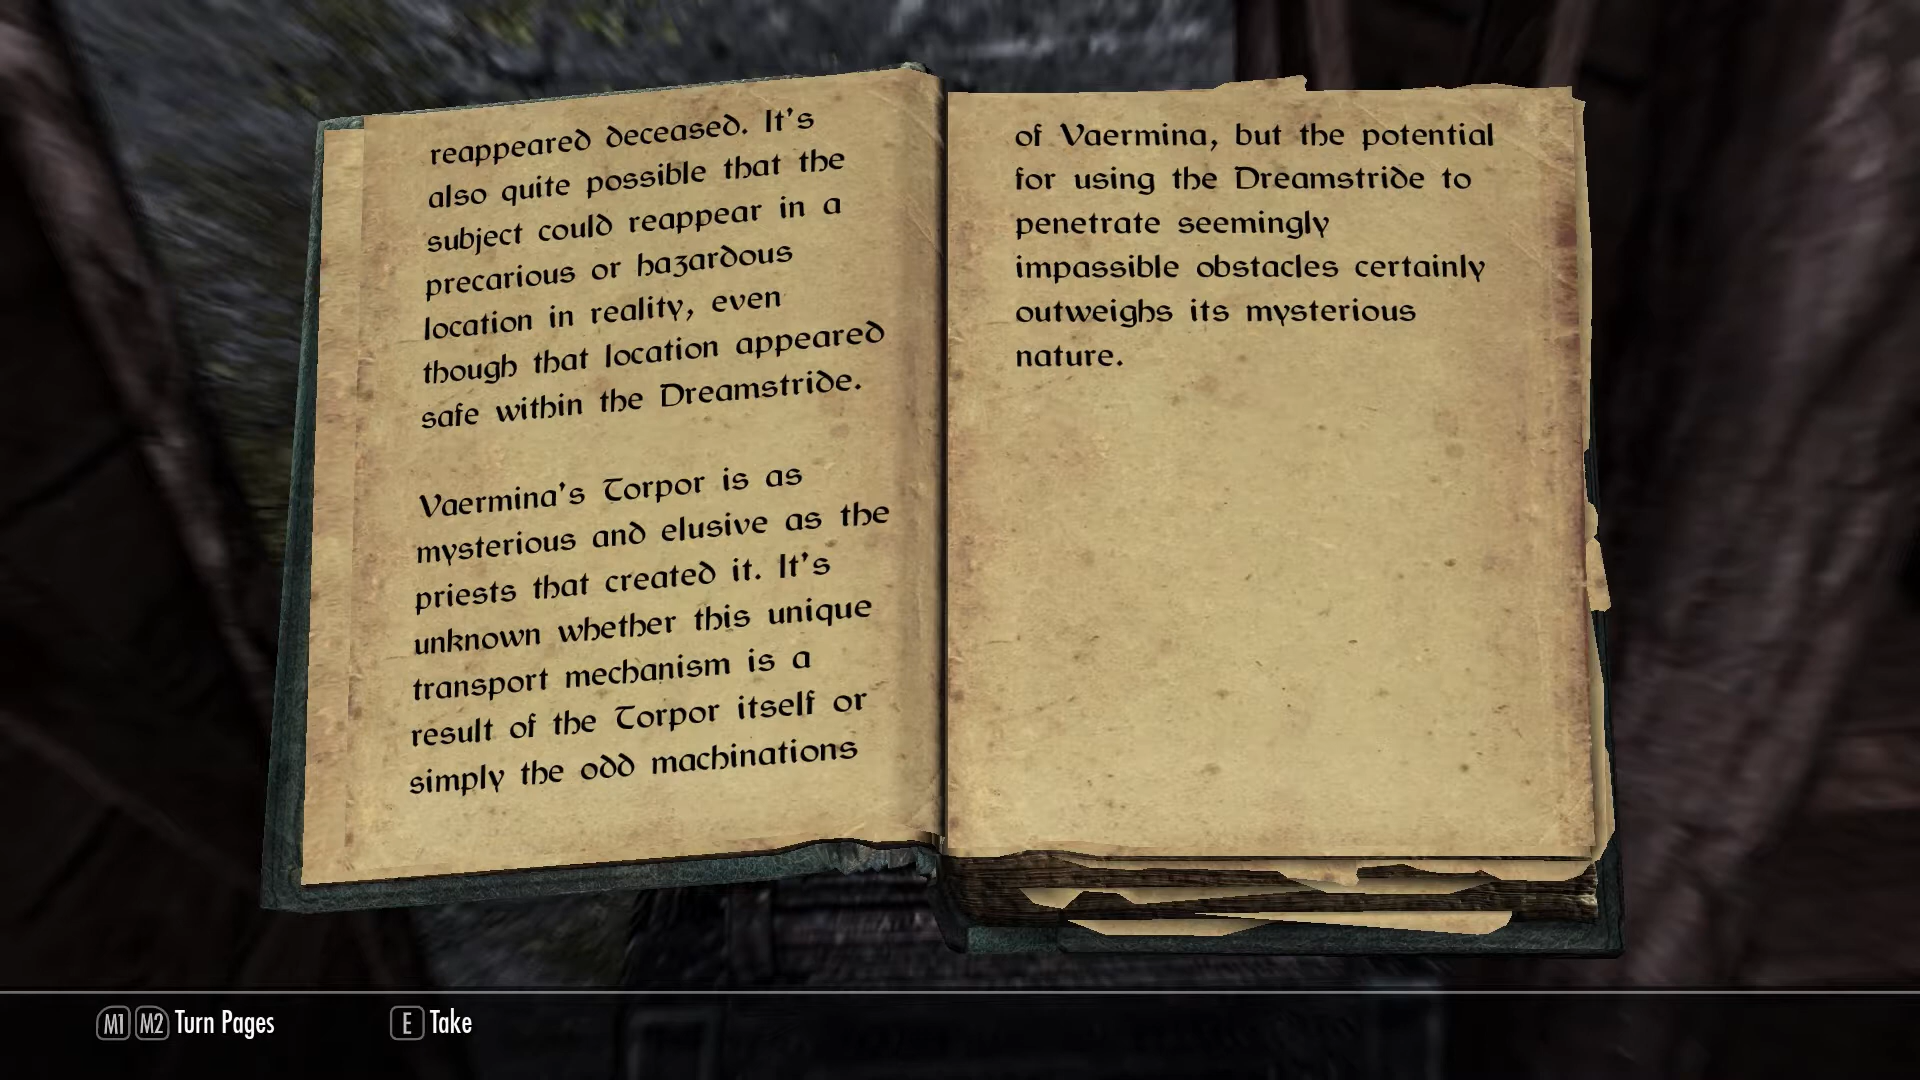 reappeared deceased. It's
also quite possible that the
subject could reappear in a
precarious or hazardous
location in reality, even
though that location appeared
safe within the Dreamstride.
Vaermina's Torpor is as
mysterious and elusive as the
priests that created it. It's
unknown whether this unique
transport mechanism is a
result of the Torpor itself or
simply the odd machinations
of Vaermina, but the potential
for using the Dreamstride to
penetrate seemingly
impassible obstacles certainly
outweighs its mysterious
nature.
M1 M2 Turn Pages
E Take